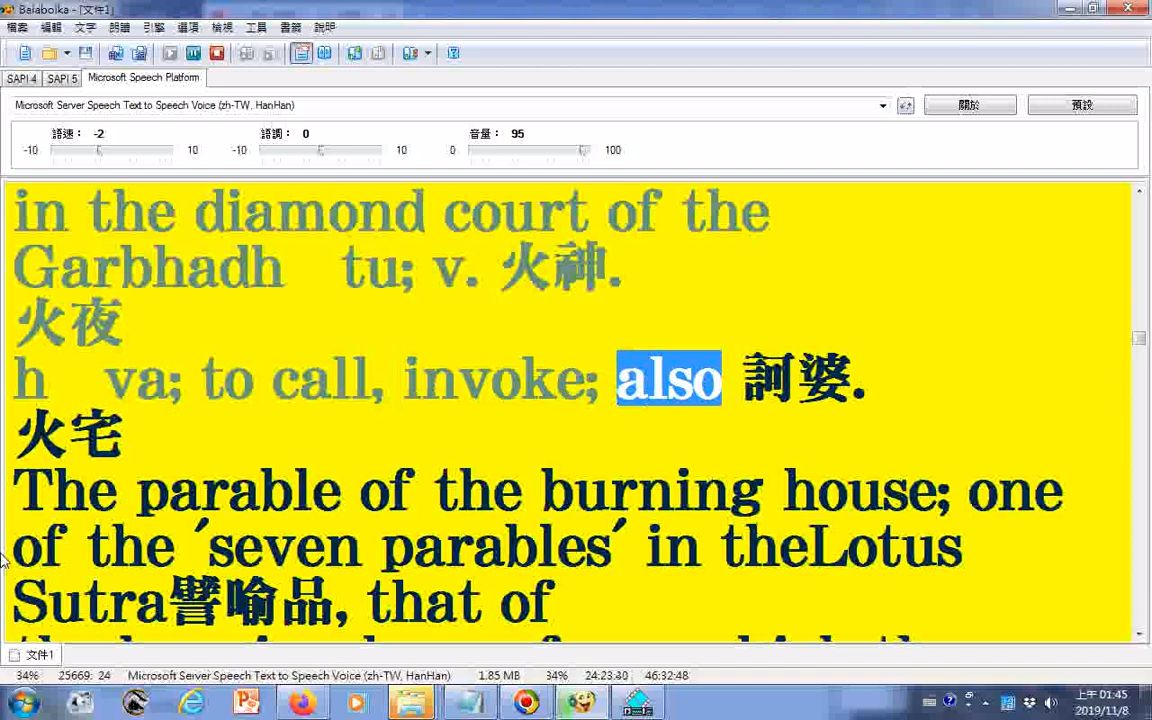 Balabolka - [文件1]
檔案 編輯 文字 朗讀 引擎 選項 檢視 工具 書籤 說明
SAPI 4 SAPI 5 Microsoft Speech Platform
Microsoft Server Speech Text to Speech Voice (zh-TW, HanHan) 關於 預設
語速： -2 語調： 0 音量： 95
-10 10 -10 10 0 100
in the diamond court of the
Garbhadh tu; v. 火神.
火夜
h va; to call, invoke; also 訶婆.
火宅
The parable of the burning house; one
of the ′seven parables′ in theLotus
Sutra譬喻品, that of
文件1
34% 25669: 24 Microsoft Server Speech Text to Speech Voice (zh-TW, HanHan) 1.85 MB 34% 24:23:40 46:32:48
上午 01:45
2019/11/8